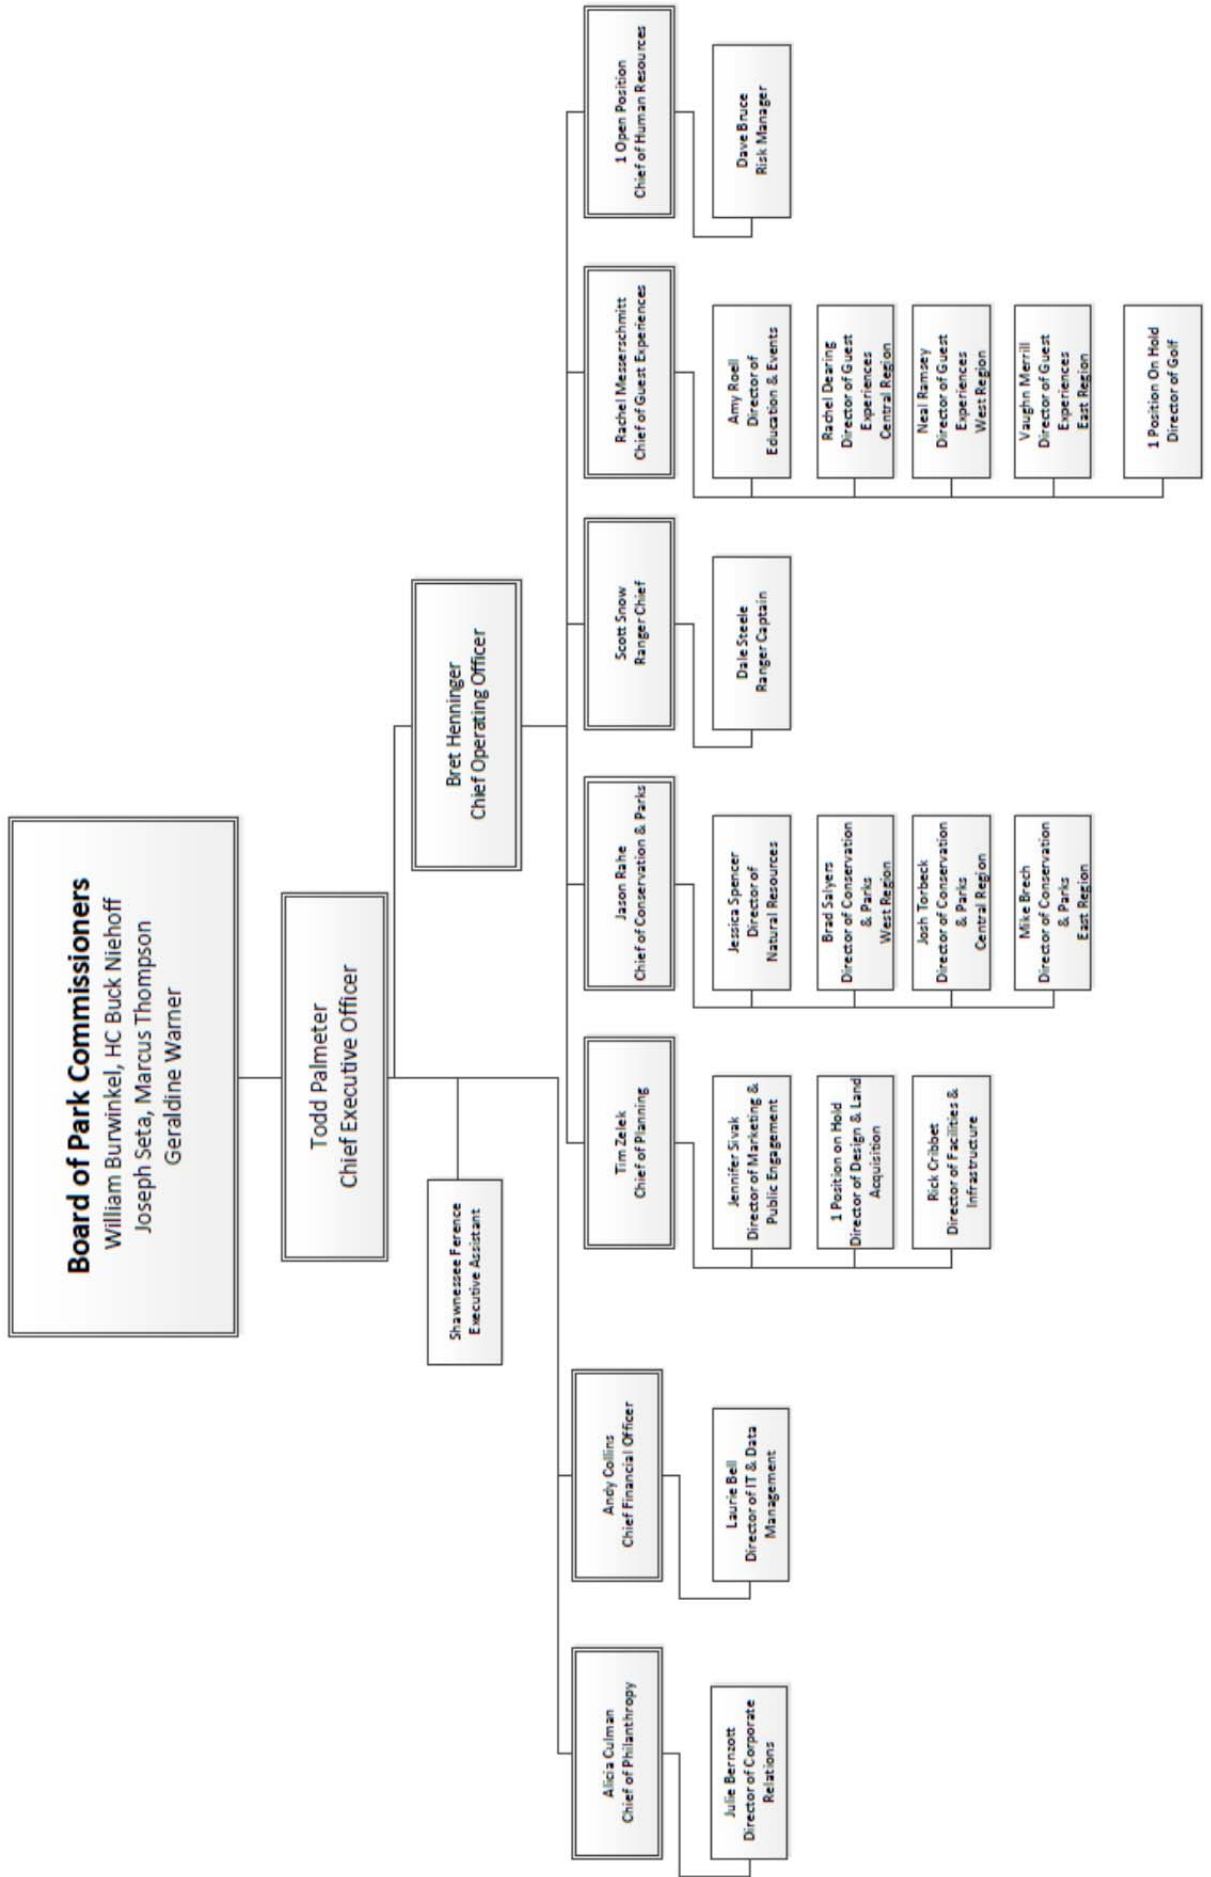 Board of Park Commissioners
William Burwinkel, HC Buck Niehoff
Joseph Seta, Marcus Thompson
Geraldine Warner
Todd Palmeter
Chief Executive Officer
Shawnessee Ference
Executive Assistant
Bret Henninger
Chief Operating Officer
Alicia Culman
Chief of Philanthropy
Julie Bernzott
Director of Corporate
Relations
Andy Collins
Chief Financial Officer
Laurie Bell
Director of IT & Data
Management
Tim Zelek
Chief of Planning
Jennifer Sivak
Director of Marketing &
Public Engagement
1 Position on Hold
Director of Design & Land
Acquisition
Rick Cribbet
Director of Facilities &
Infrastructure
Jason Rahe
Chief of Conservation & Parks
Jessica Spencer
Director of
Natural Resources
Brad Salyers
Director of Conservation
& Parks
West Region
Josh Torbeck
Director of Conservation
& Parks
Central Region
Mike Brech
Director of Conservation
& Parks
East Region
Scott Snow
Ranger Chief
Dale Steele
Ranger Captain
Rachel Messerschmitt
Chief of Guest Experiences
Amy Roell
Director of
Education & Events
Rachel Dearing
Director of Guest
Experiences
Central Region
Neal Ramsey
Director of Guest
Experiences
West Region
Vaughn Merrill
Director of Guest
Experiences
East Region
1 Position On Hold
Director of Golf
1 Open Position
Chief of Human Resources
Dave Bruce
Risk Manager